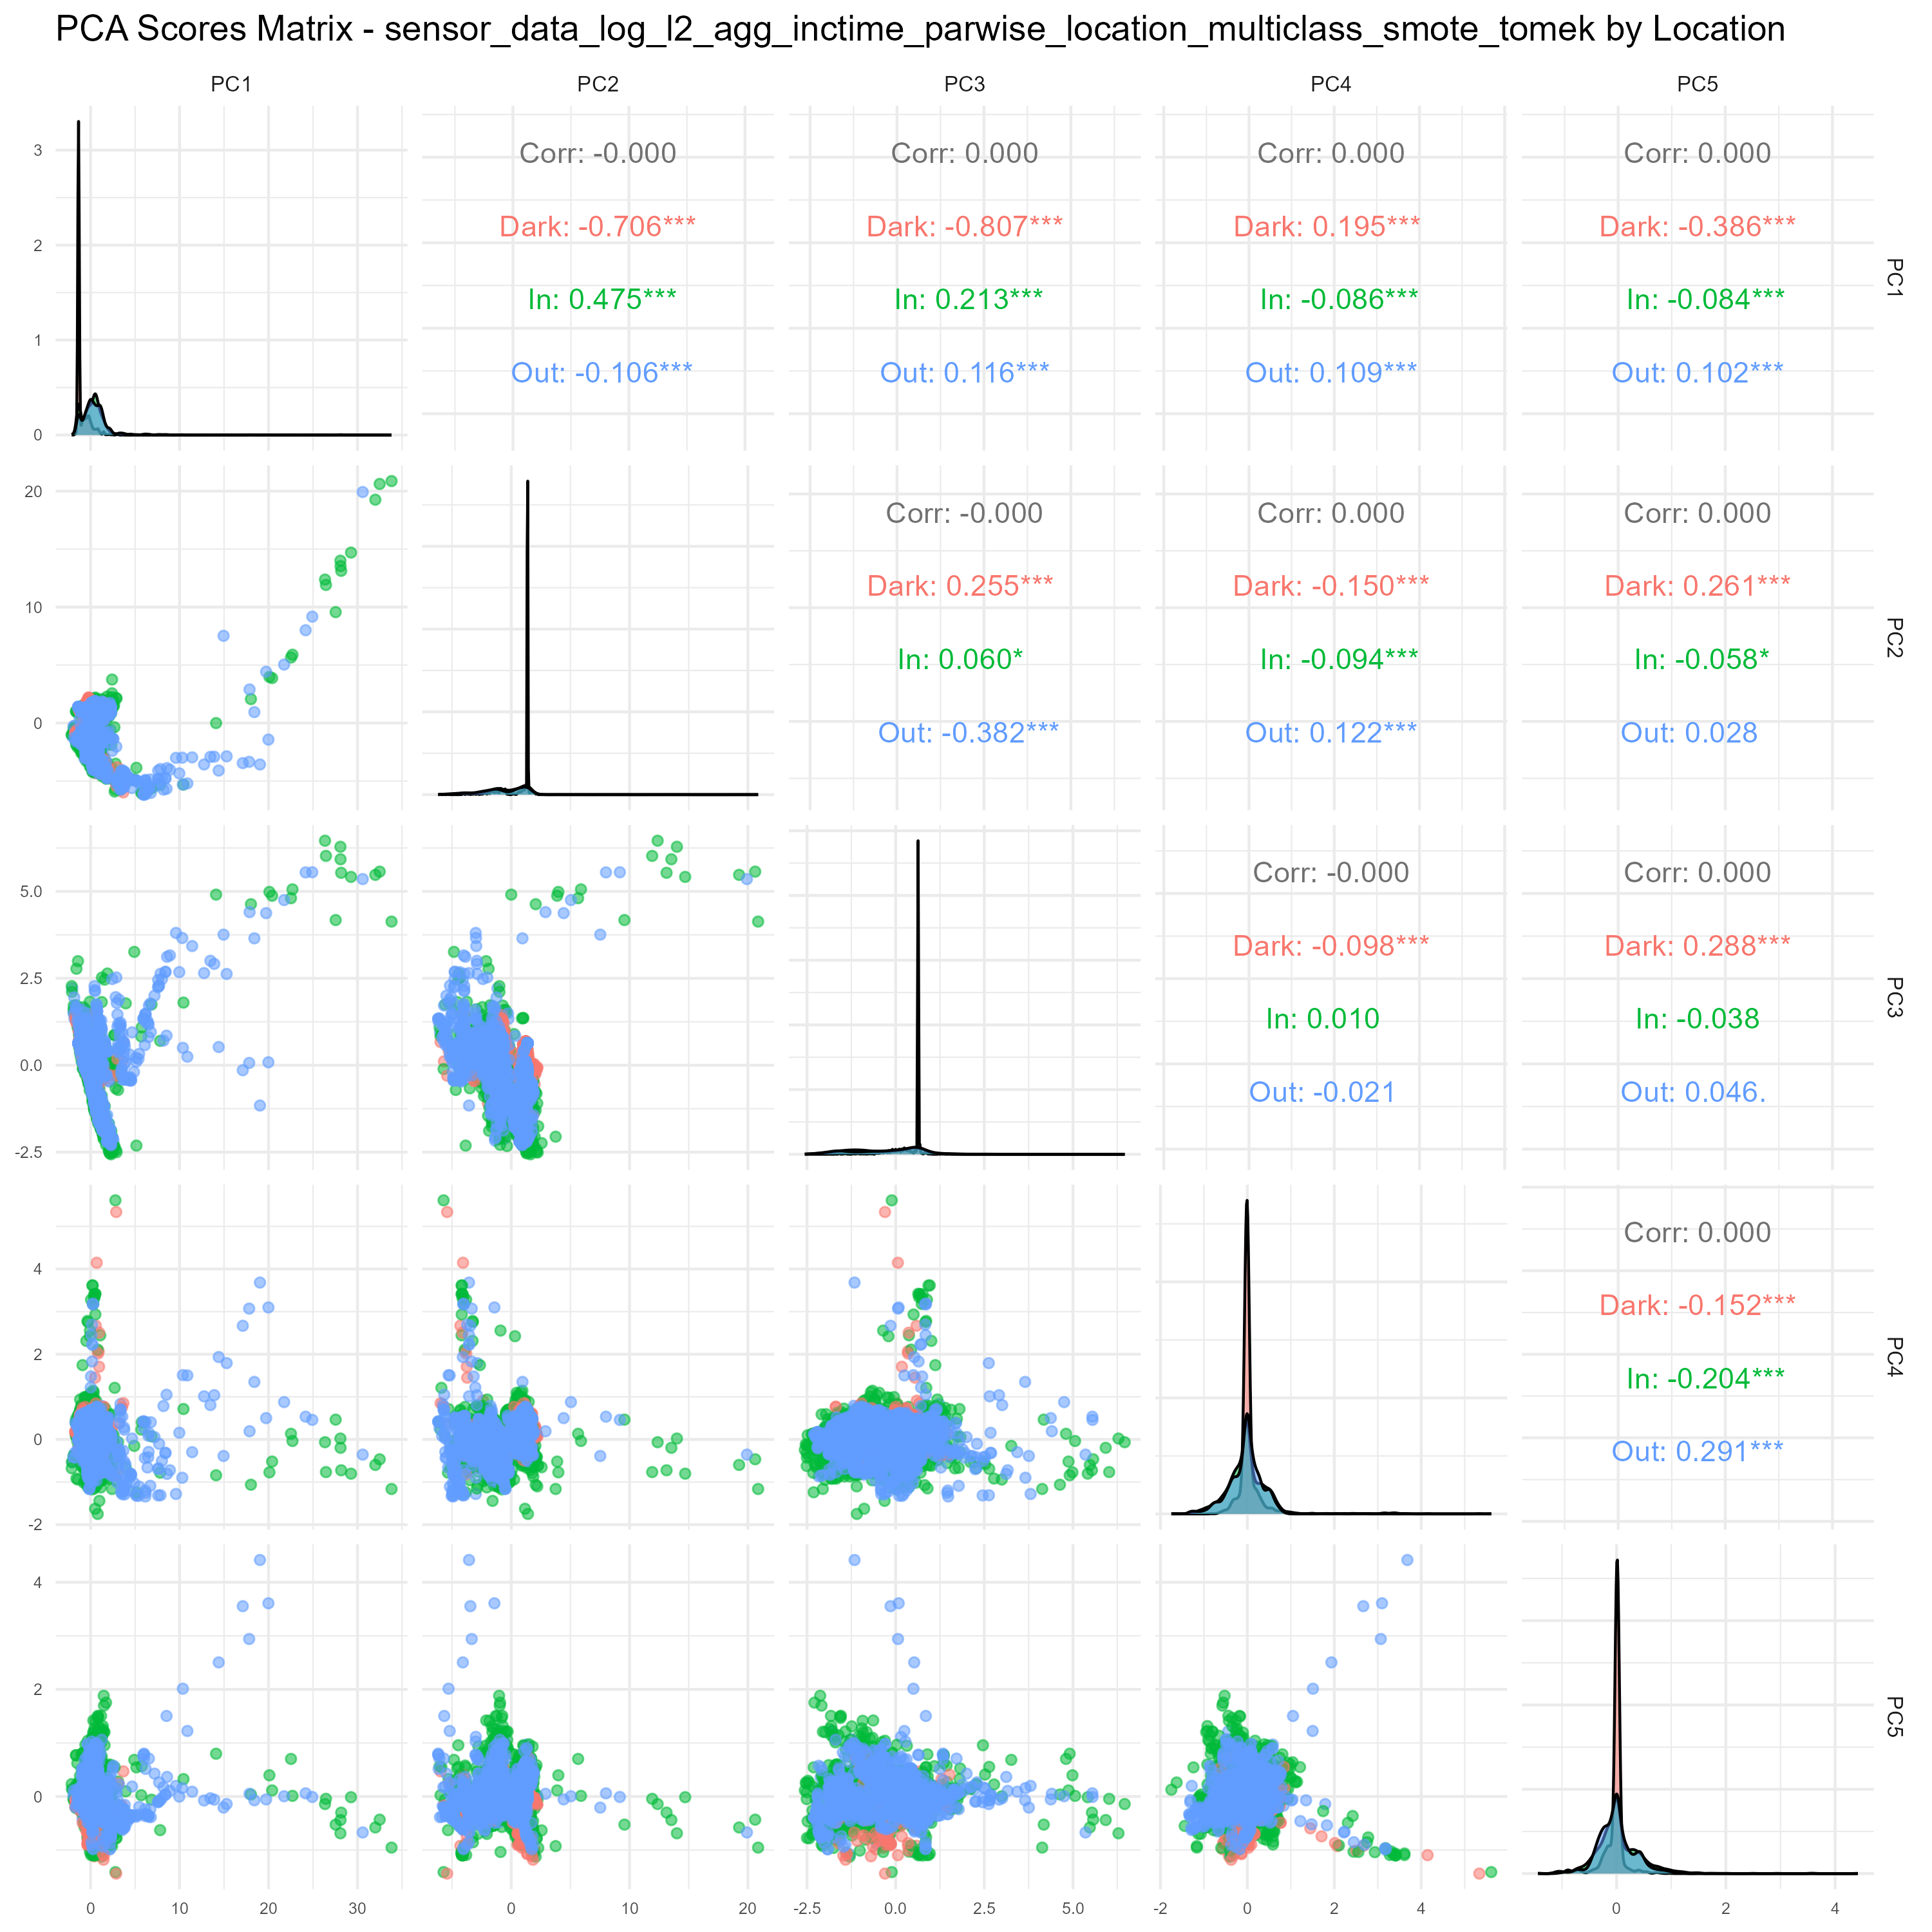 PCA Scores Matrix - sensor_data_log_l2_agg_inctime_parwise_location_multiclass_smote_tomek by Location
PC1
PC2
PC3
PC4
PC5
3
2
1
0
Corr: -0.000
Dark: -0.706***
In: 0.475***
Out: -0.106***
Corr: 0.000
Dark: -0.807***
In: 0.213***
Out: 0.116***
Corr: 0.000
Dark: 0.195***
In: -0.086***
Out: 0.109***
Corr: 0.000
Dark: -0.386***
In: -0.084***
Out: 0.102***
PC1
20
10
0
Corr: -0.000
Dark: 0.255***
In: 0.060*
Out: -0.382***
Corr: 0.000
Dark: -0.150***
In: -0.094***
Out: 0.122***
Corr: 0.000
Dark: 0.261***
In: -0.058*
Out: 0.028
PC2
5.0
2.5
0.0
-2.5
Corr: -0.000
Dark: -0.098***
In: 0.010
Out: -0.021
Corr: 0.000
Dark: 0.288***
In: -0.038
Out: 0.046.
PC3
4
2
0
-2
Corr: 0.000
Dark: -0.152***
In: -0.204***
Out: 0.291***
PC4
4
2
0
PC5
0
10
20
30
0
10
20
-2.5
0.0
2.5
5.0
-2
0
2
4
0
2
4